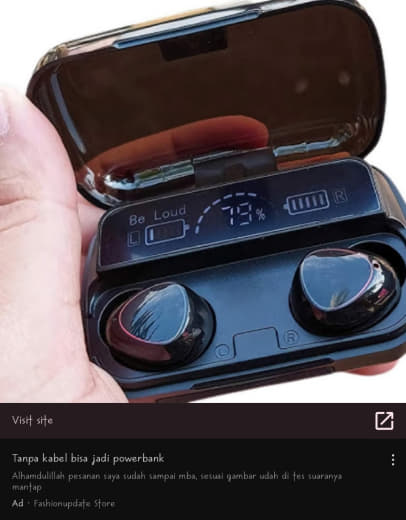 Be Loud
L 79% R
L R
Visit site
Tanpa kabel bisa jadi powerbank
Alhamdulillah pesanan saya sudah sampai mba, sesuai gambar udah di tes suaranya
mantap
Ad · Fashionupdate Store